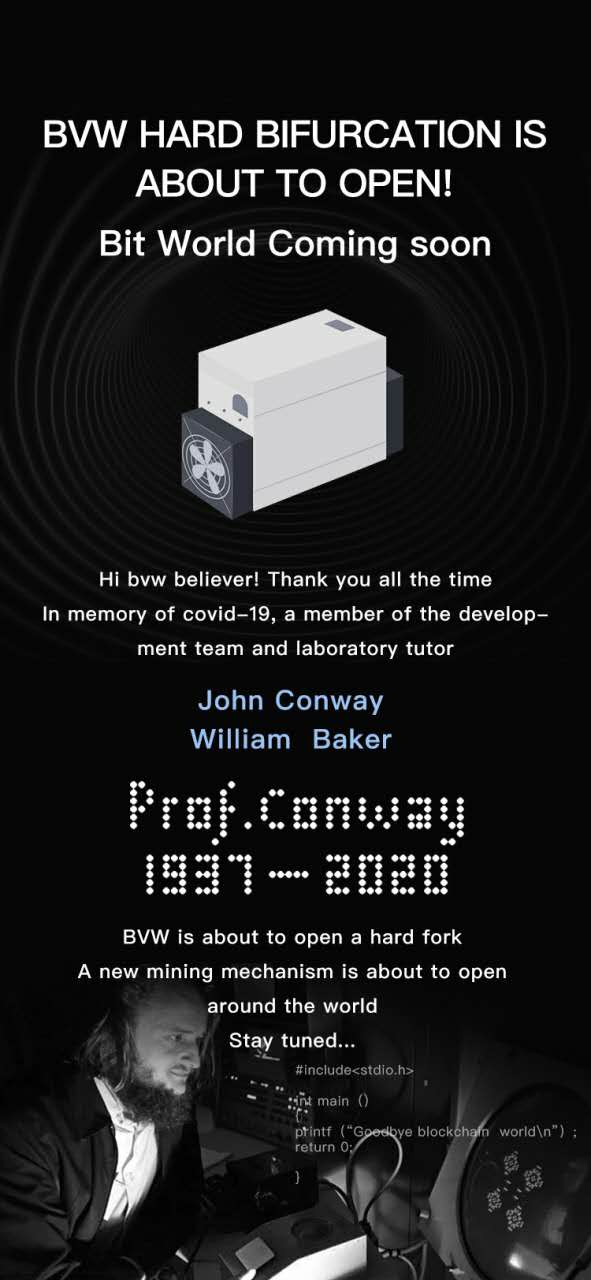 BVW HARD BIFURCATION IS
ABOUT TO OPEN!
Bit World Coming soon
Hi bvw believer! Thank you all the time
In memory of covid-19, a member of the develop-
ment team and laboratory tutor
John Conway
William Baker
Prof.Conway
1937-2020
BVW is about to open a hard fork
A new mining mechanism is about to open
around the world
Stay tuned...
#include<stdio.h>
int main ()
{
printf (“Goodbye blockchain world\n”) ;
return 0;
}